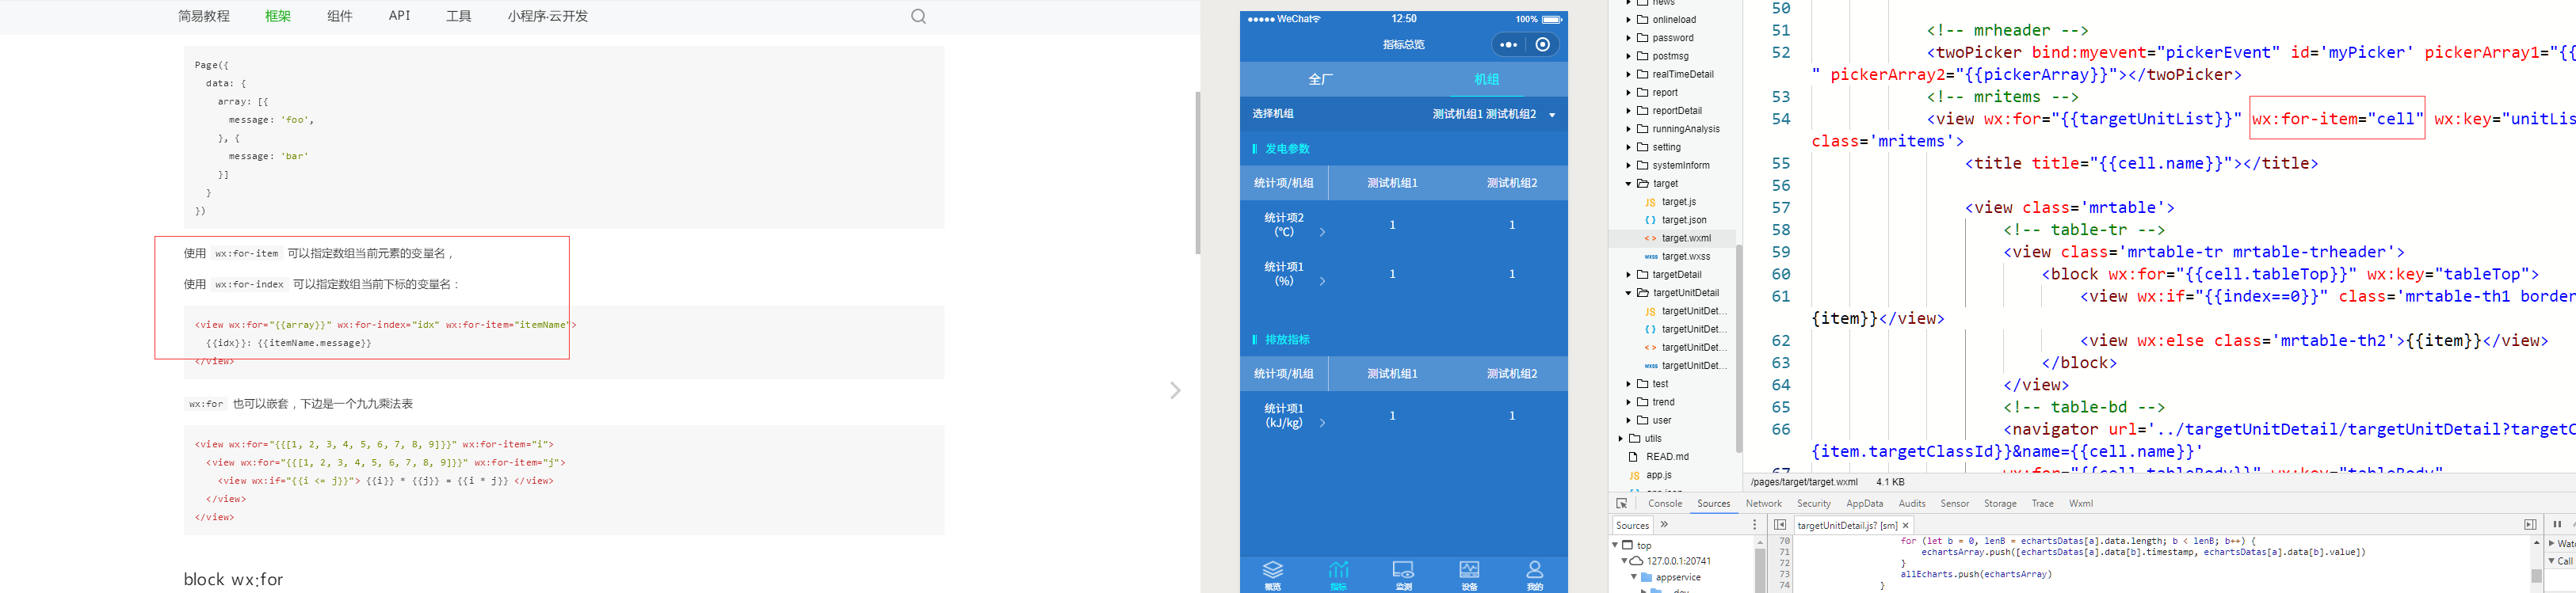 简易教程 框架 组件 API 工具 小程序·云开发
Page({
data: {
array: [{
message: 'foo',
}, {
message: 'bar'
}]
}
})
使用 wx:for-item 可以指定数组当前元素的变量名，
使用 wx:for-index 可以指定数组当前下标的变量名：
<view wx:for="{{array}}" wx:for-index="idx" wx:for-item="itemName">
{{idx}}: {{itemName.message}}
</view>
wx:for 也可以嵌套，下边是一个九九乘法表
<view wx:for="{{[1, 2, 3, 4, 5, 6, 7, 8, 9]}}" wx:for-item="i">
<view wx:for="{{[1, 2, 3, 4, 5, 6, 7, 8, 9]}}" wx:for-item="j">
<view wx:if="{{i <= j}}"> {{i}} * {{j}} = {{i * j}} </view>
</view>
</view>
block wx:for
WeChat 12:50 100%
指标总览
全厂 机组
选择机组 测试机组1 测试机组2
发电参数
统计项/机组 测试机组1 测试机组2
统计项2
（℃） 1 1
统计项1
（%） 1 1
排放指标
统计项/机组 测试机组1 测试机组2
统计项1
（kJ/kg） 1 1
概览 指标 监测 设备 我的
news
onlineload
password
postmsg
realTimeDetail
report
reportDetail
runningAnalysis
setting
systemInform
target
JS target.js
{ } target.json
< > target.wxml
wxss target.wxss
targetDetail
targetUnitDetail
JS targetUnitDet...
{ } targetUnitDet...
< > targetUnitDet...
wxss targetUnitDet...
test
trend
user
utils
READ.md
JS app.js
50
51 <!-- mrheader -->
52 <twoPicker bind:myevent="pickerEvent" id='myPicker' pickerArray1="{{
" pickerArray2="{{pickerArray}}"></twoPicker>
53 <!-- mritems -->
54 <view wx:for="{{targetUnitList}}" wx:for-item="cell" wx:key="unitLis
class='mritems'>
55 <title title="{{cell.name}}"></title>
56
57 <view class='mrtable'>
58 <!-- table-tr -->
59 <view class='mrtable-tr mrtable-trheader'>
60 <block wx:for="{{cell.tableTop}}" wx:key="tableTop">
61 <view wx:if="{{index==0}}" class='mrtable-th1 border
{item}}</view>
62 <view wx:else class='mrtable-th2'>{{item}}</view>
63 </block>
64 </view>
65 <!-- table-bd -->
66 <navigator url='../targetUnitDetail/targetUnitDetail?targetC
{item.targetClassId}}&name={{cell.name}}'
67 wx:for="{{cell.tableBody}}" wx:key="tableBody"
/pages/target/target.wxml 4.1 KB
Console Sources Network Security AppData Audits Sensor Storage Trace Wxml
Sources »
top
127.0.0.1:20741
appservice
targetUnitDetail.js? [sm] ×
70 for (let b = 0, lenB = echartsDatas[a].data.length; b < lenB; b++) {
71 echartsArray.push([echartsDatas[a].data[b].timestamp, echartsDatas[a].data[b].value])
72 }
73 allEcharts.push(echartsArray)
74 }
Call